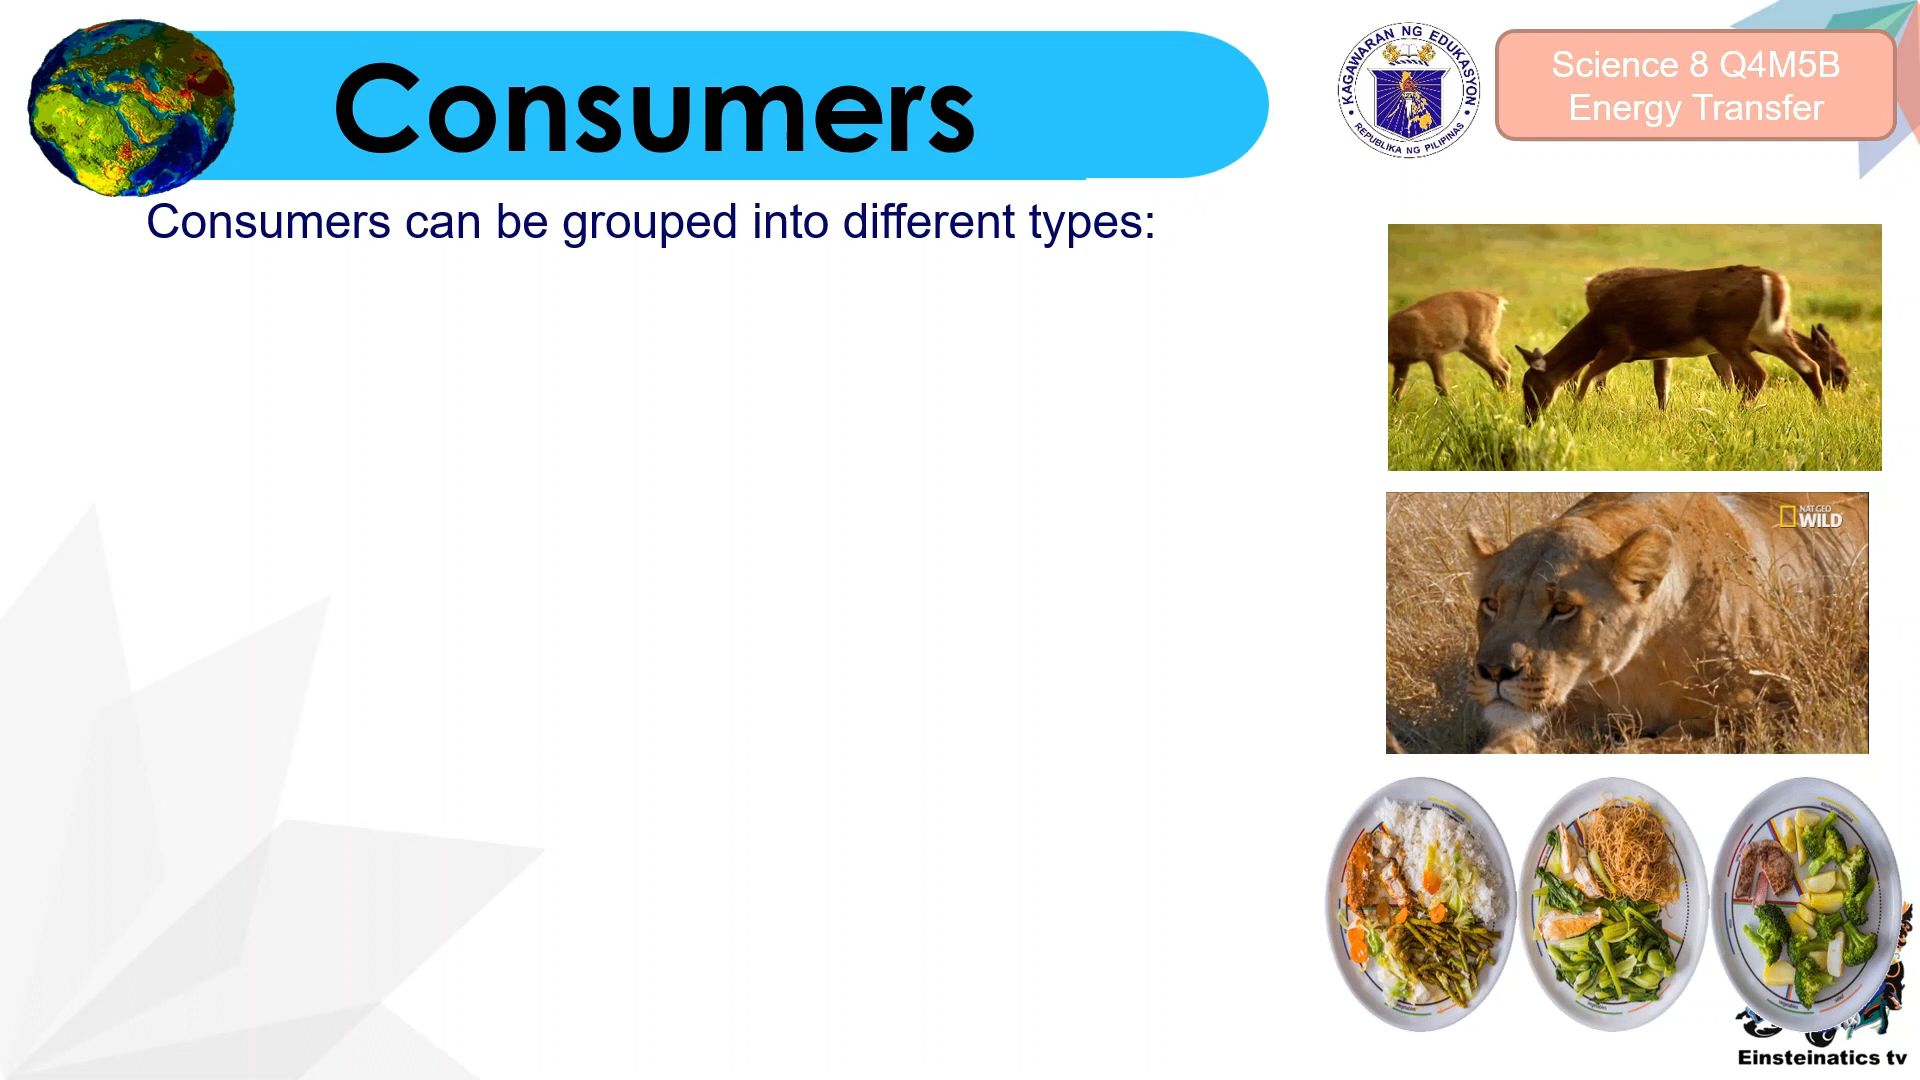 Consumers
KAGAWARAN NG EDUKASYON
REPUBLIKA NG PILIPINAS
Science 8 Q4M5B
Energy Transfer
Consumers can be grouped into different types:
NAT GEO
WILD
Einsteinatics tv